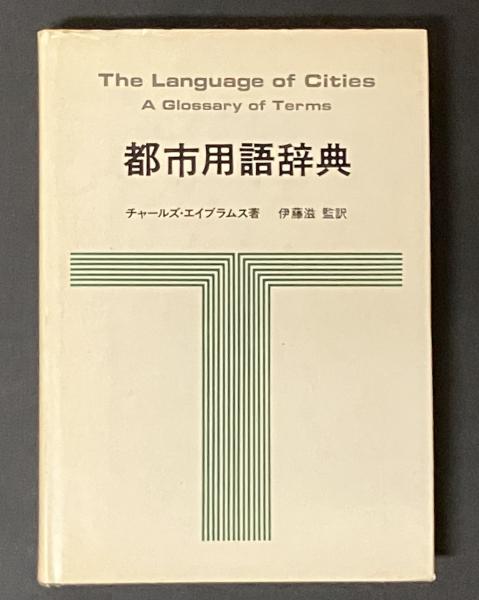 The Language of Cities
A Glossary of Terms
都市用語辞典
チャールズ・エイブラムス著 伊藤滋 監訳